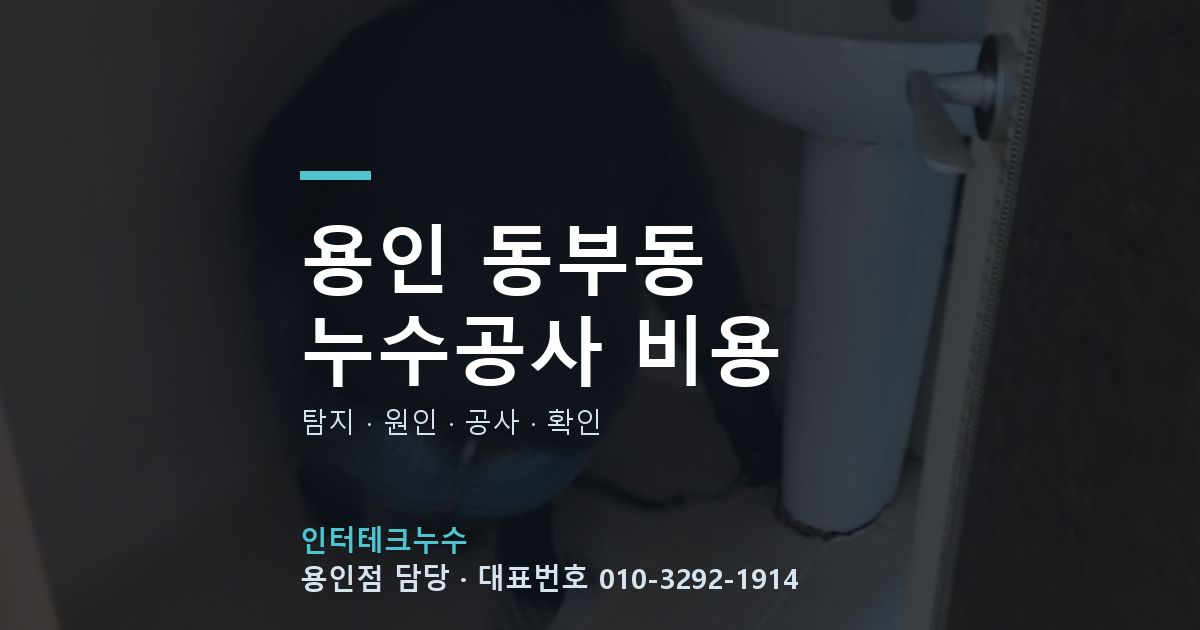 용인 동부동
누수공사 비용
탐지 · 원인 · 공사 · 확인
인터테크누수
용인점 담당 · 대표번호 010-3292-1914